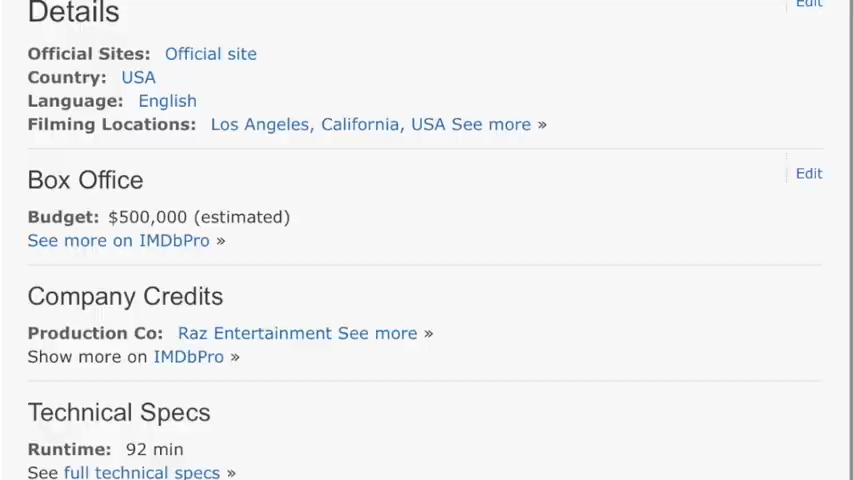 Details
Edit
Official Sites: Official site
Country: USA
Language: English
Filming Locations: Los Angeles, California, USA See more »
Box Office
Edit
Budget: $500,000 (estimated)
See more on IMDbPro »
Company Credits
Production Co: Raz Entertainment See more »
Show more on IMDbPro »
Technical Specs
Runtime: 92 min
See full technical specs »